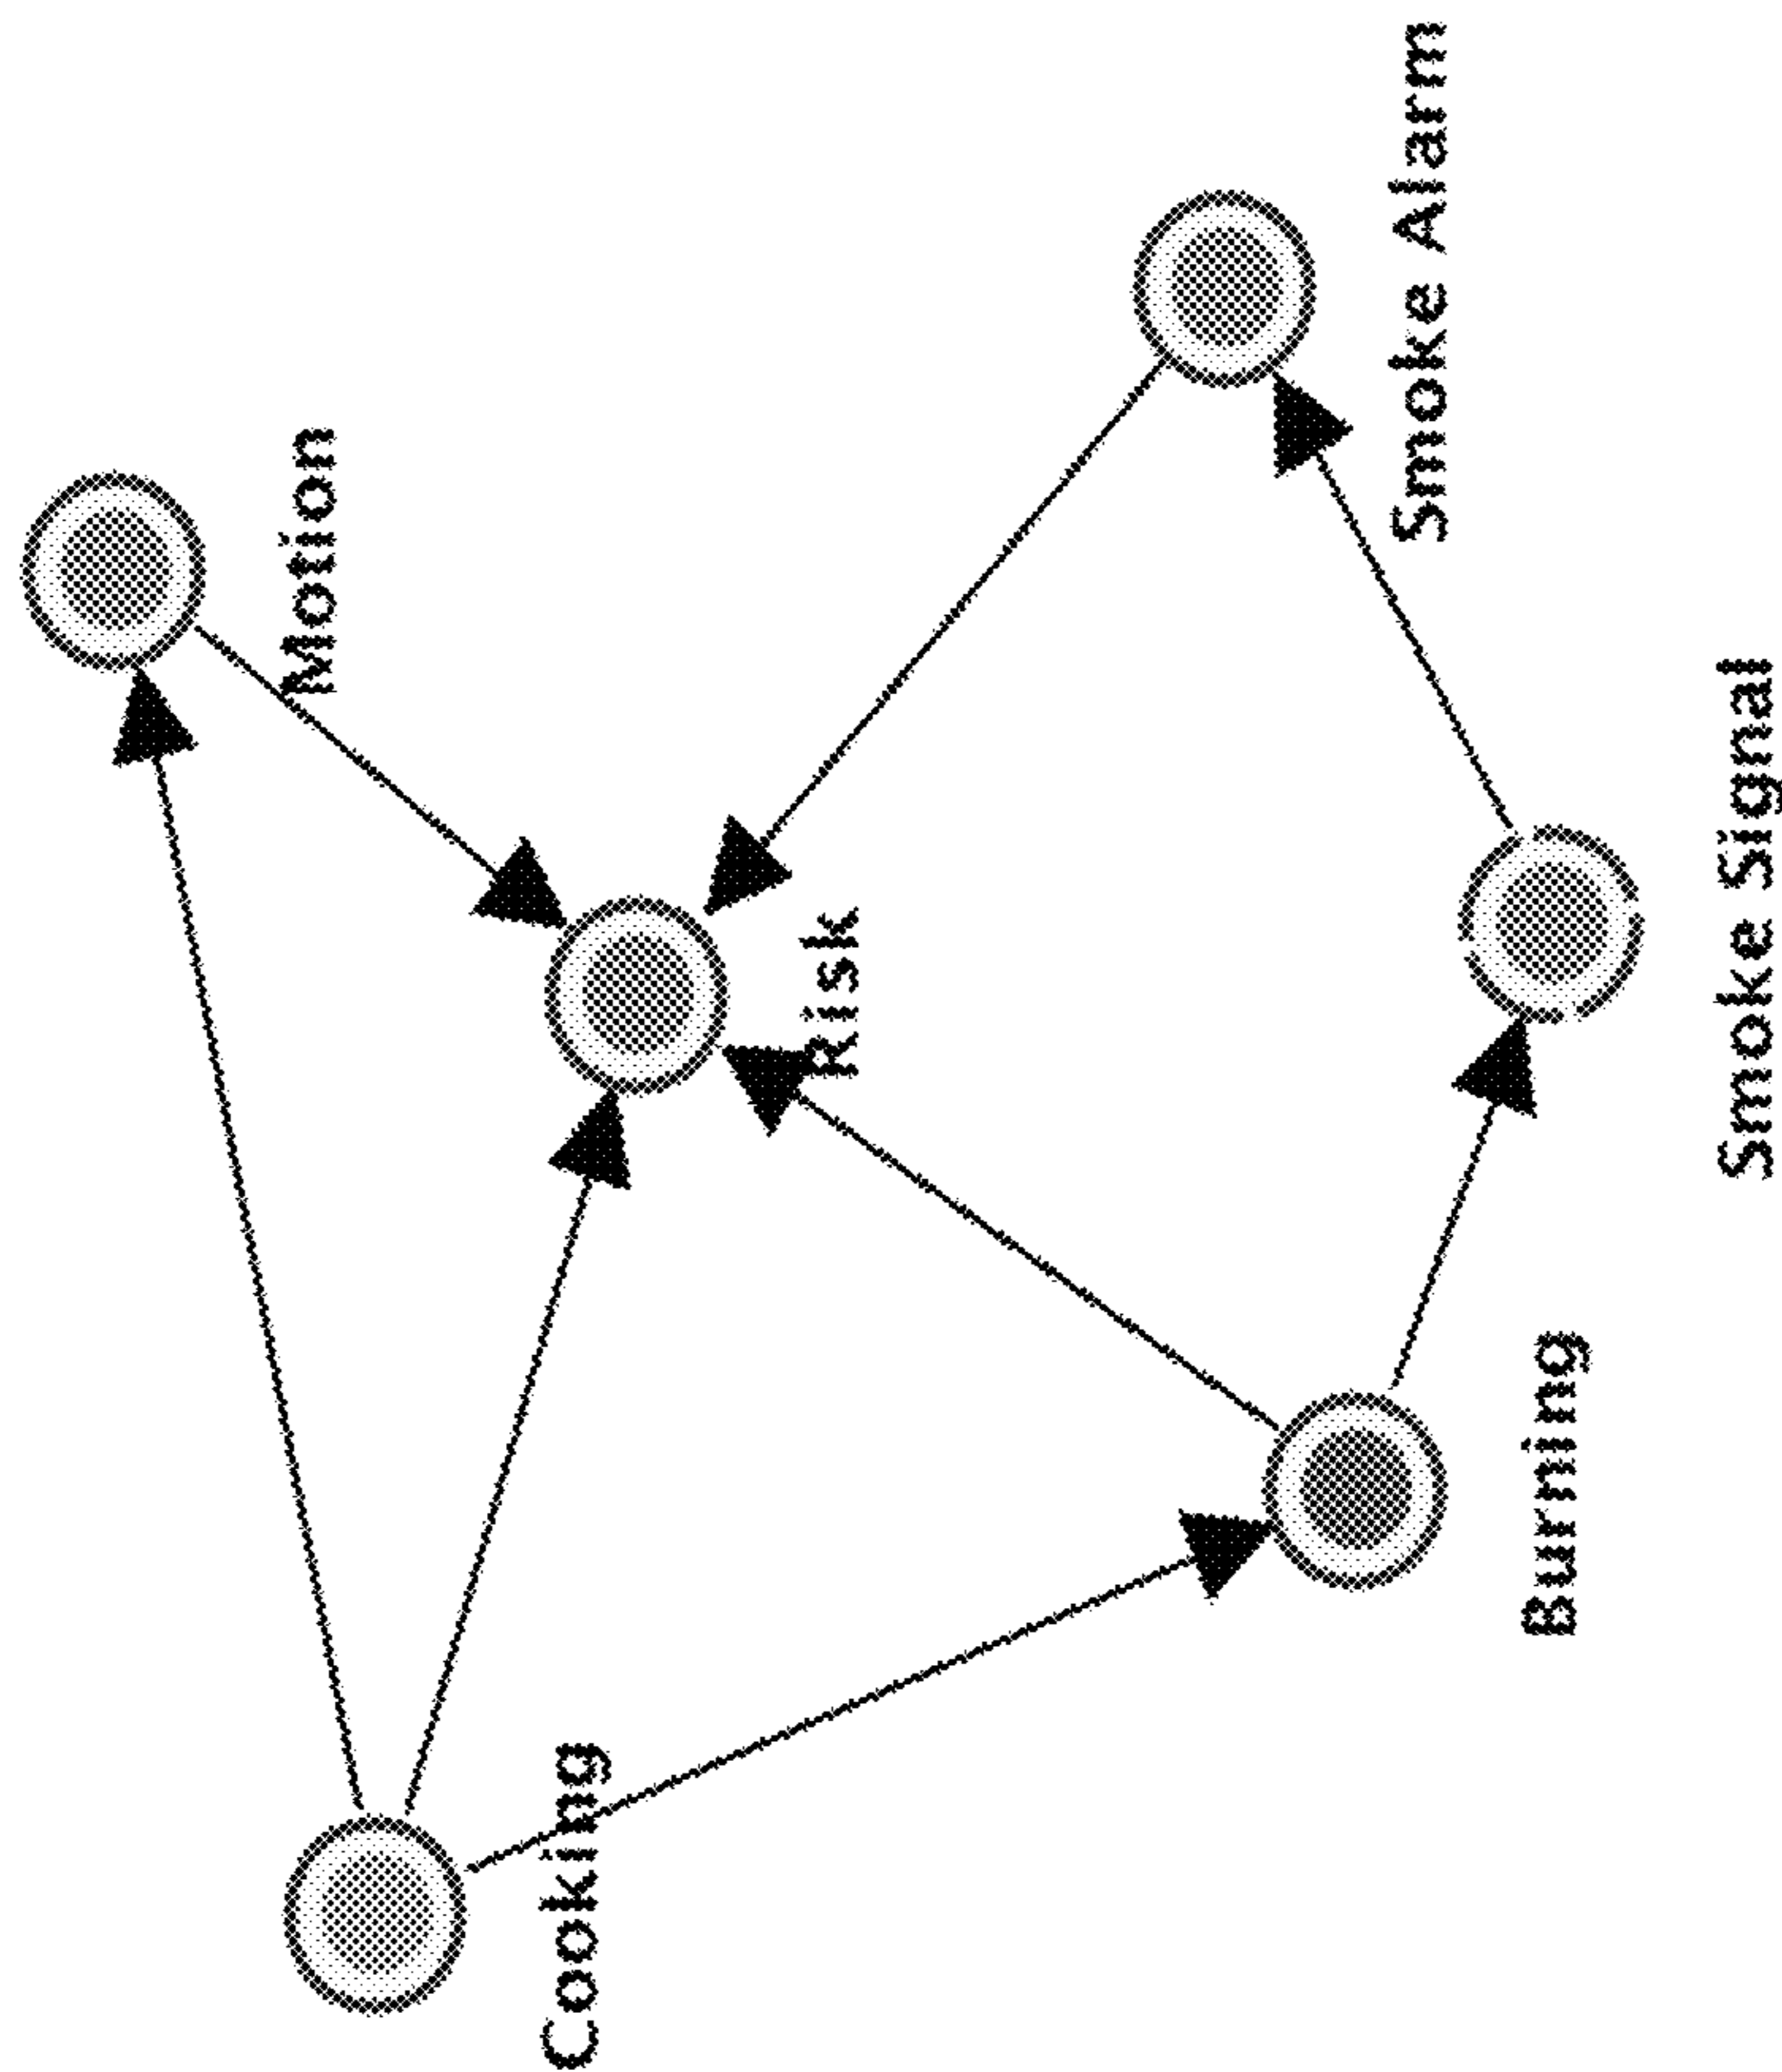 Motion
Smoke Alarm
Risk
Cooking
Burning
Smoke Signal